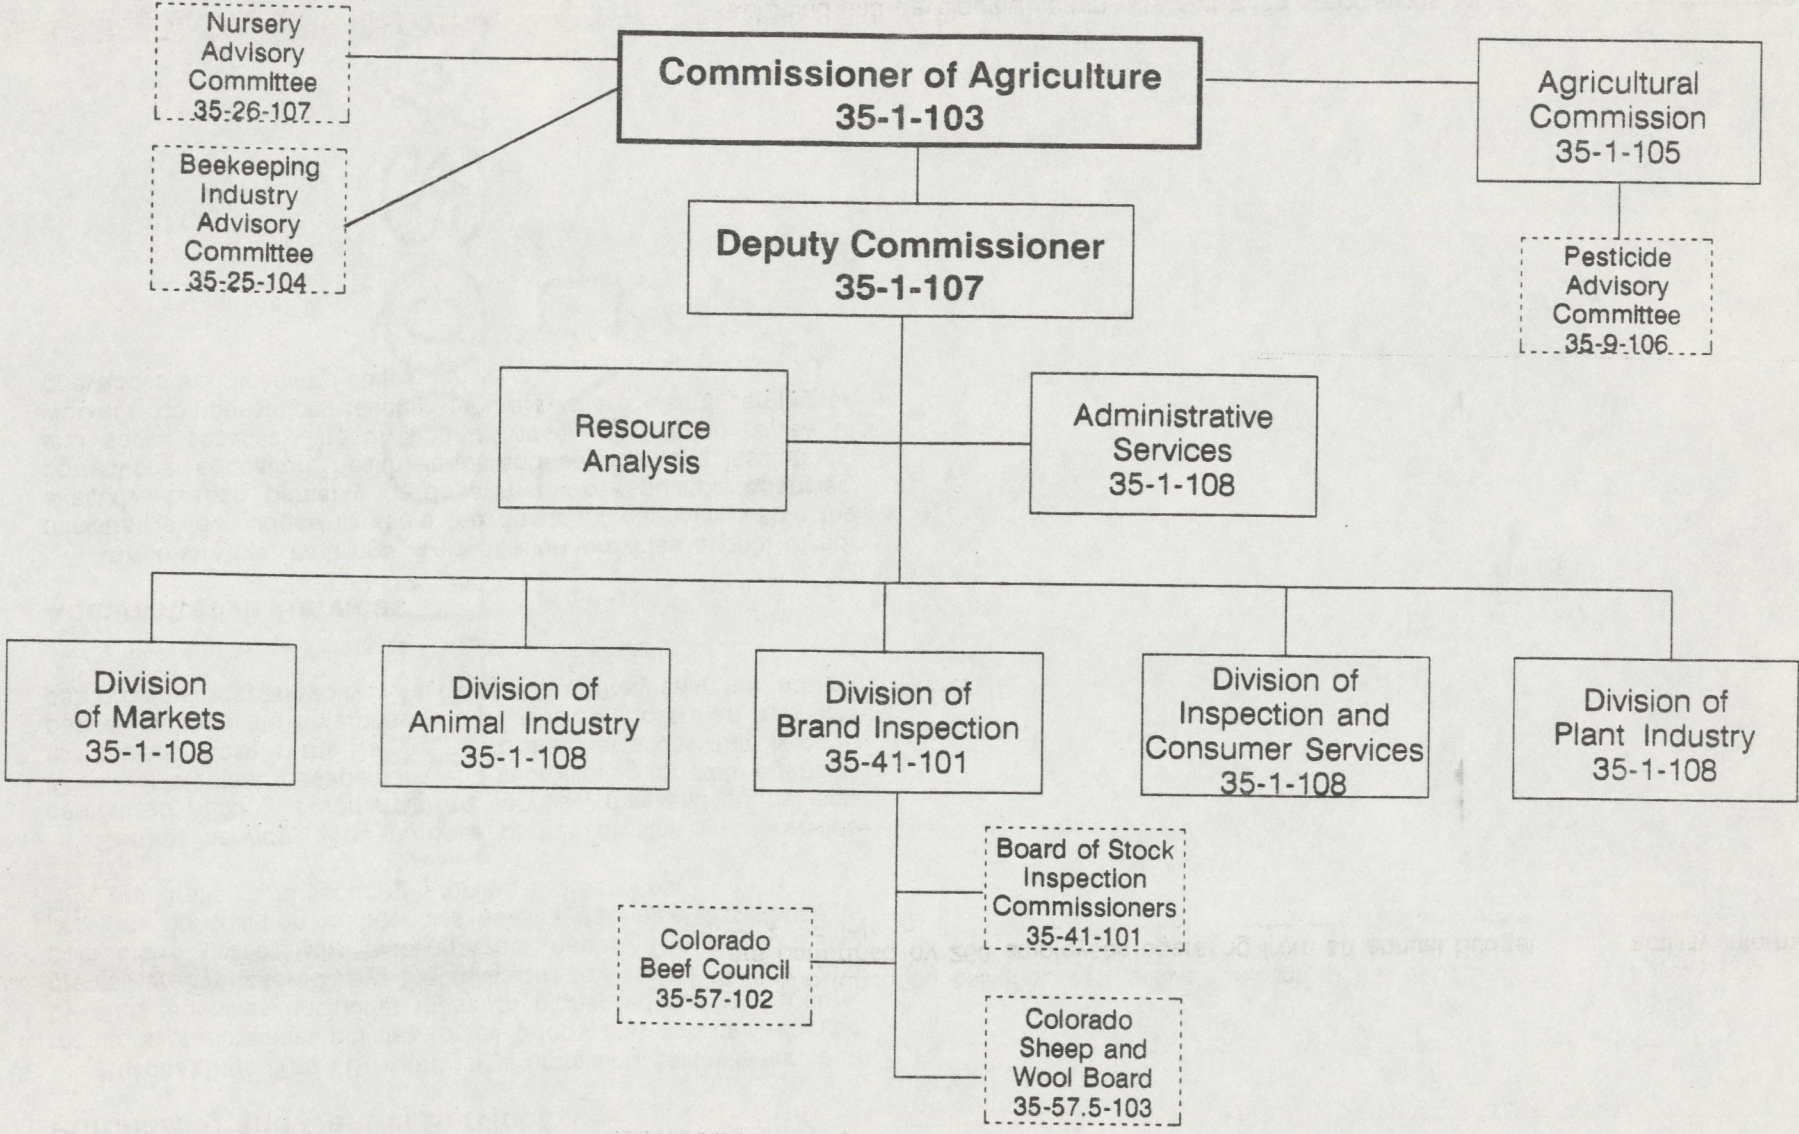 Nursery
Advisory
Committee
35-26-107
Commissioner of Agriculture
35-1-103
Agricultural
Commission
35-1-105
Beekeeping
Industry
Advisory
Committee
35-25-104
Deputy Commissioner
35-1-107
Pesticide
Advisory
Committee
35-9-106
Resource
Analysis
Administrative
Services
35-1-108
Division
of Markets
35-1-108
Division of
Animal Industry
35-1-108
Division of
Brand Inspection
35-41-101
Division of
Inspection and
Consumer Services
35-1-108
Division of
Plant Industry
35-1-108
Board of Stock
Inspection
Commissioners
35-41-101
Colorado
Beef Council
35-57-102
Colorado
Sheep and
Wool Board
35-57.5-103